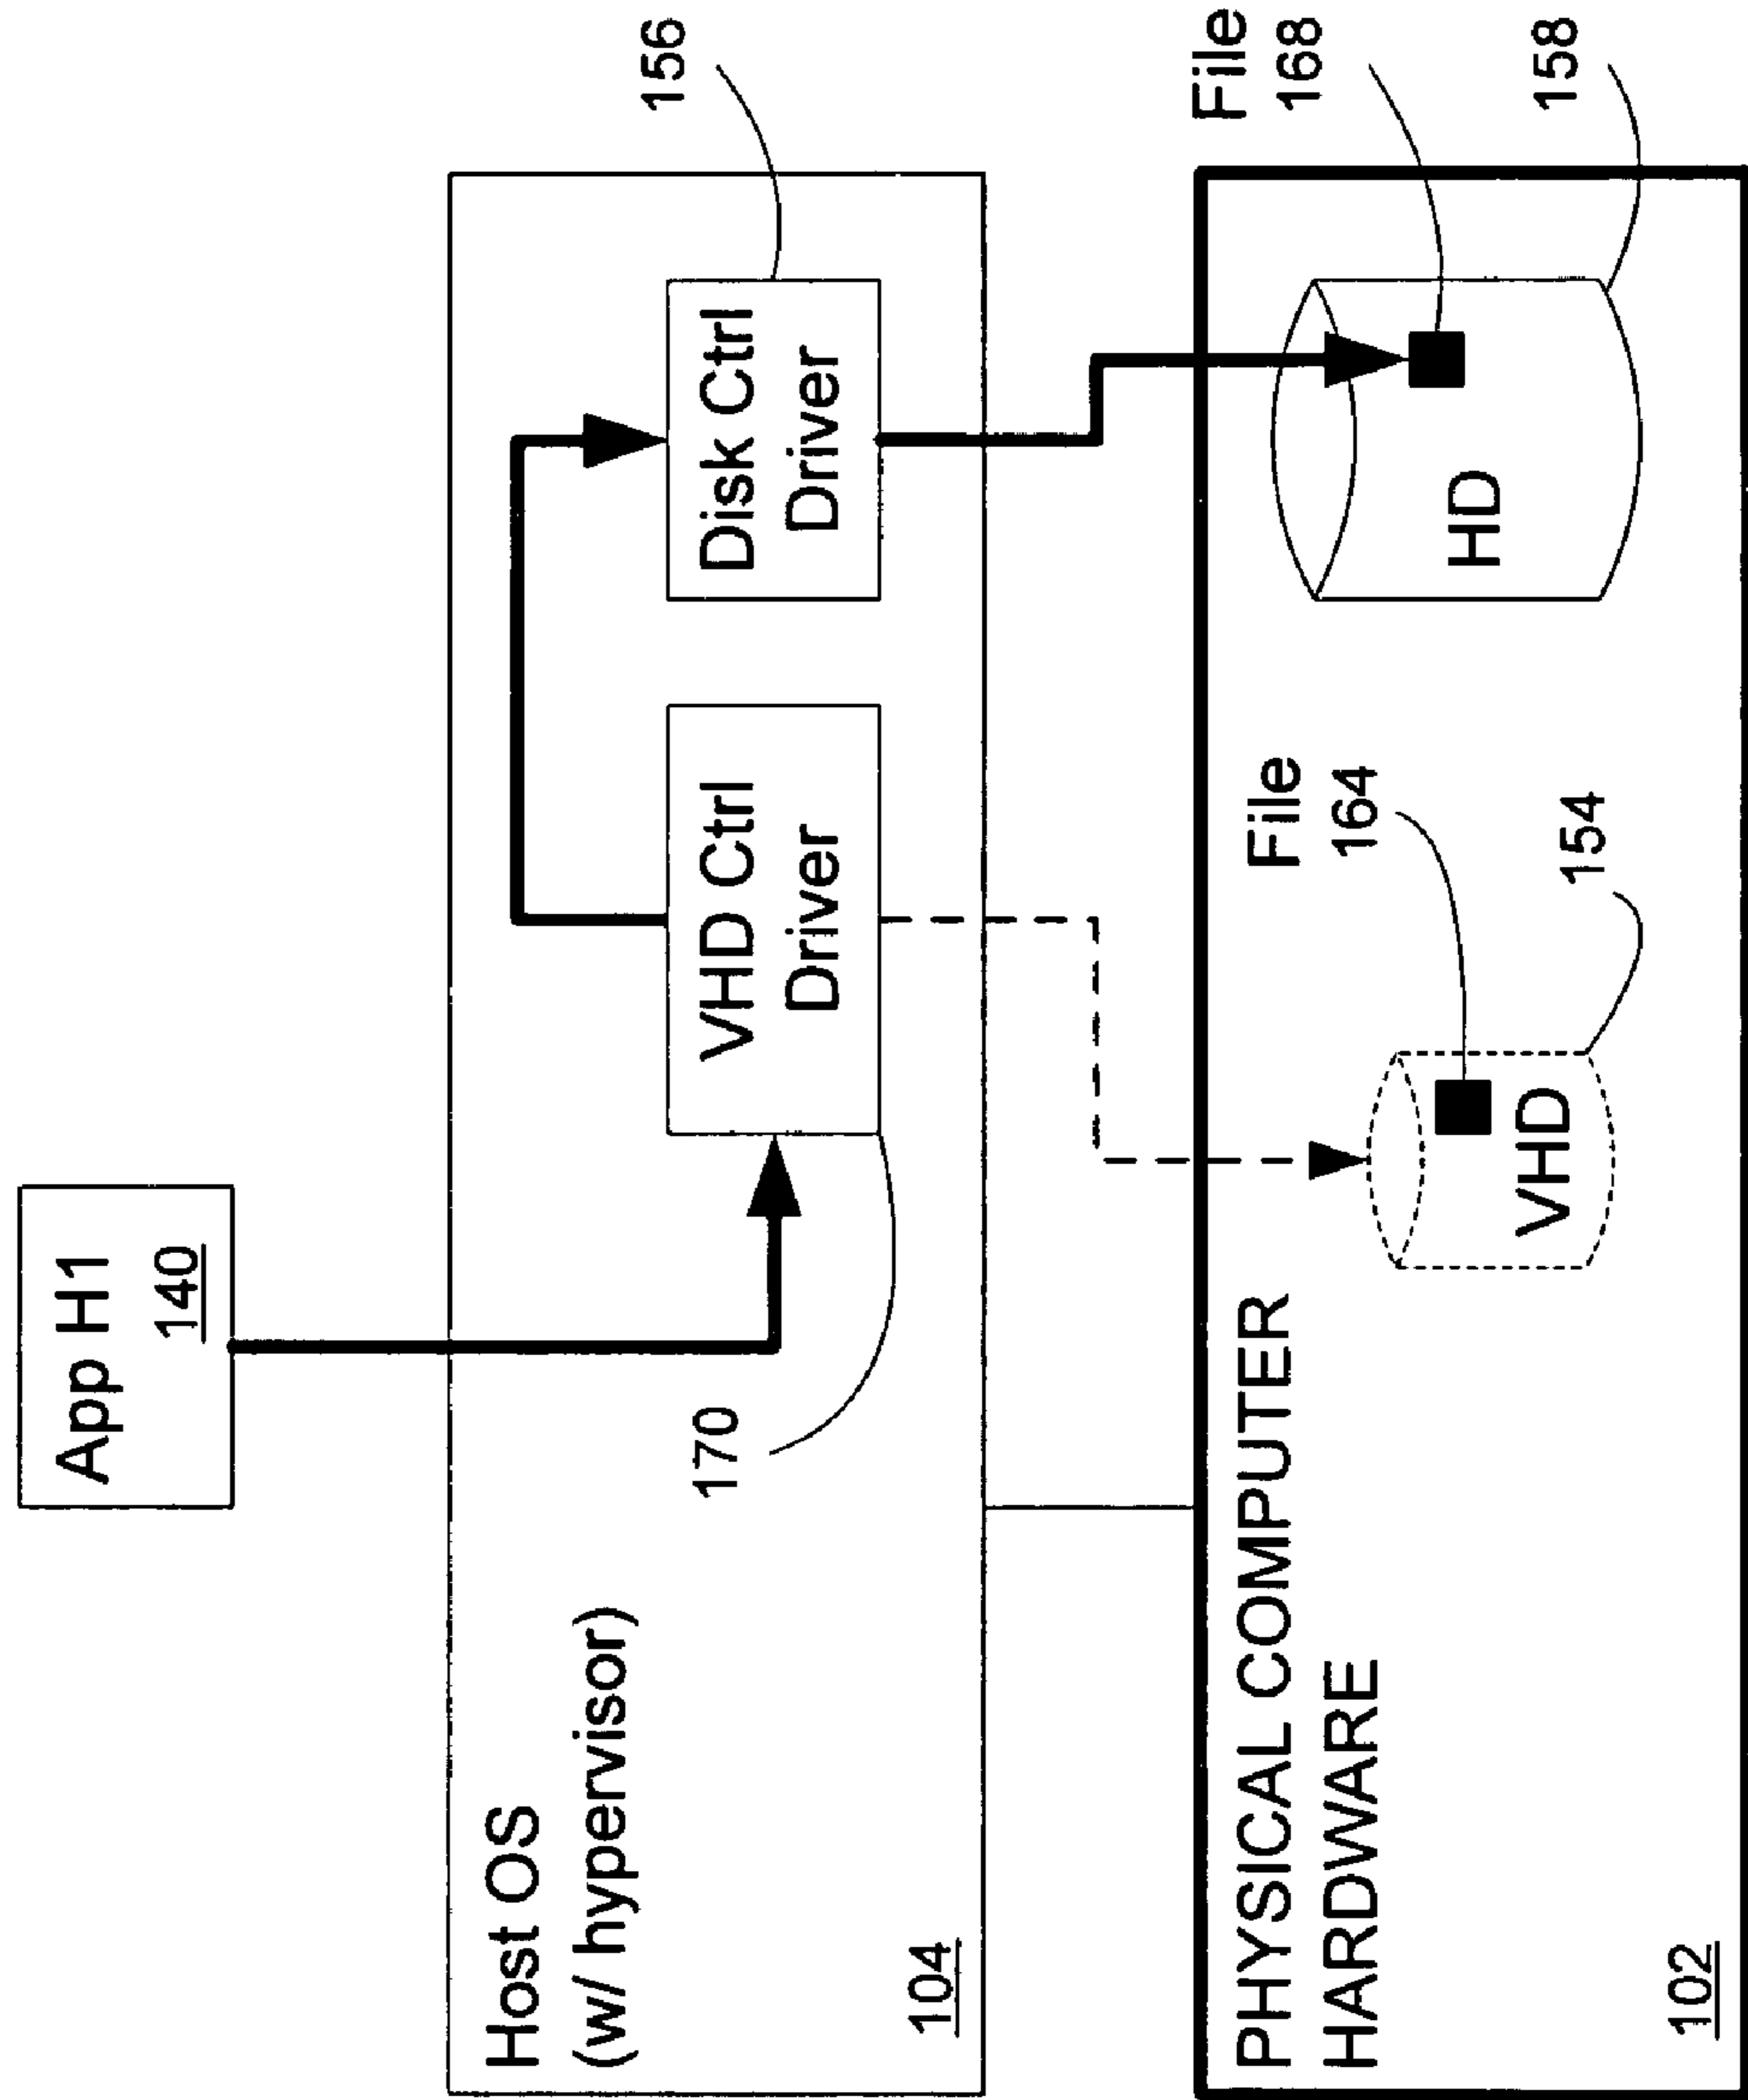 App H1
140
Host OS
(w/ hypervisor)
104
170
VHD Ctrl
Driver
Disk Ctrl
Driver
156
PHYSICAL COMPUTER
HARDWARE
102
VHD
File
164
154
HD
File
168
158